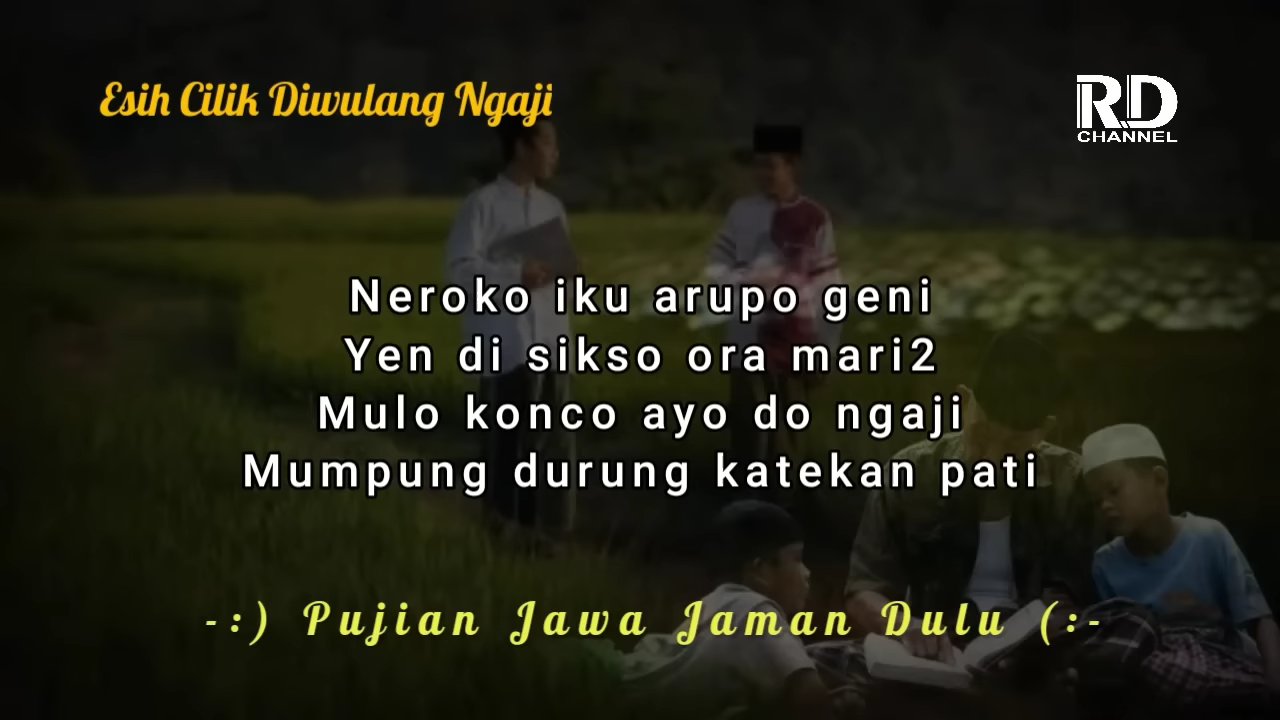 Esih Cilik Diwulang Ngaji
RD
CHANNEL
Neroko iku arupo geni
Yen di sikso ora mari2
Mulo konco ayo do ngaji
Mumpung durung katekan pati
-:) Pujian Jawa Jaman Dulu (:-